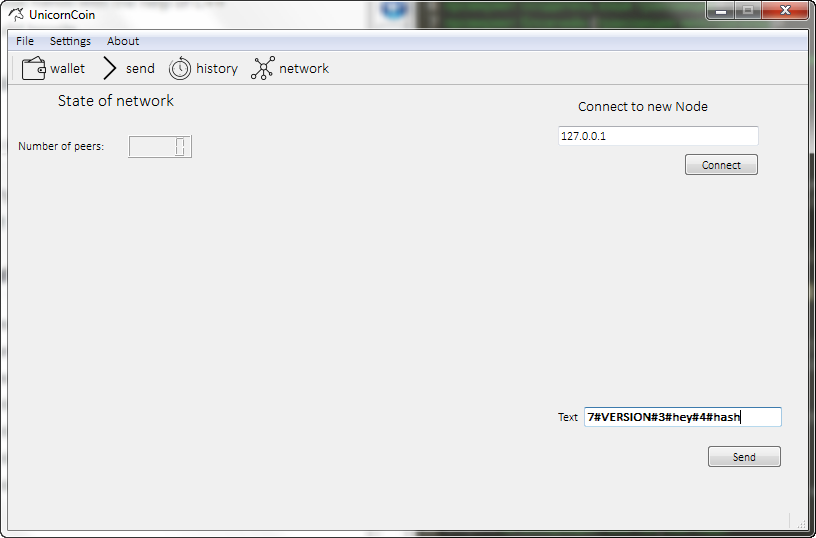 UnicornCoin
File Settings About
wallet send history network
State of network
Connect to new Node
127.0.0.1
Number of peers: 0
Connect
Text 7#VERSION#3#hey#4#hash
Send